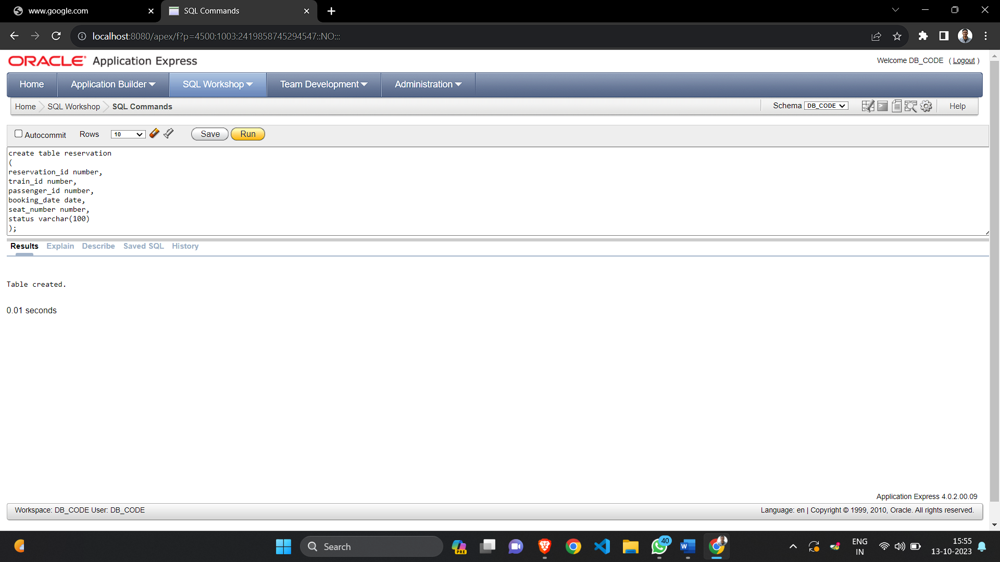 www.google.com
SQL Commands
localhost:8080/apex/f?p=4500:1003:2419858745294547::NO:::
ORACLE Application Express
Welcome DB_CODE ( Logout )
Home Application Builder SQL Workshop Team Development Administration
Home SQL Workshop SQL Commands
Schema DB_CODE Help
Autocommit Rows 10 Save Run
create table reservation
(
reservation_id number,
train_id number,
passenger_id number,
booking_date date,
seat_number number,
status varchar(100)
);
Results Explain Describe Saved SQL History
Table created.
0.01 seconds
Application Express 4.0.2.00.09
Workspace: DB_CODE User: DB_CODE
Language: en | Copyright © 1999, 2010, Oracle. All rights reserved.
Search
PRE
40
W
ENG
IN
15:55
13-10-2023